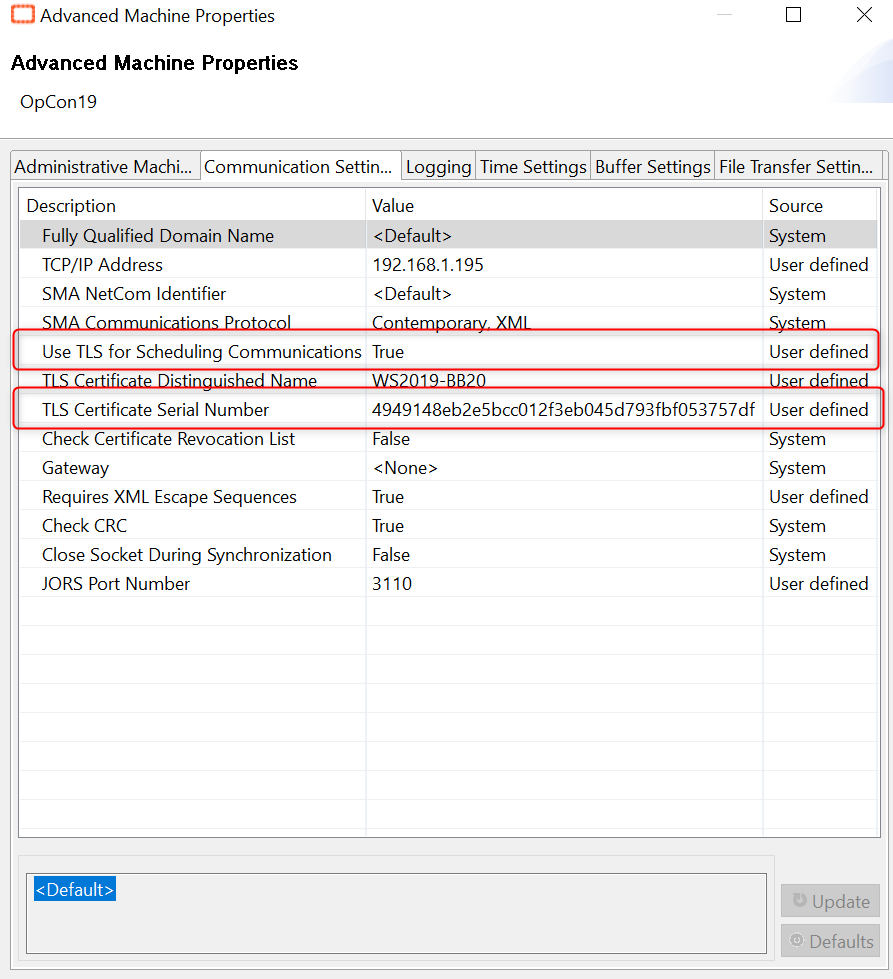 Advanced Machine Properties
Advanced Machine Properties
OpCon19
Administrative Machi... Communication Settin... Logging Time Settings Buffer Settings File Transfer Settin...
Description Value Source
Fully Qualified Domain Name <Default> System
TCP/IP Address 192.168.1.195 User defined
SMA NetCom Identifier <Default> System
SMA Communications Protocol Contemporary, XML System
Use TLS for Scheduling Communications True User defined
TLS Certificate Distinguished Name WS2019-BB20 User defined
TLS Certificate Serial Number 4949148eb2e5bcc012f3eb045d793fbf053757df User defined
Check Certificate Revocation List False System
Gateway <None> System
Requires XML Escape Sequences True User defined
Check CRC True System
Close Socket During Synchronization False System
JORS Port Number 3110 User defined
<Default>
Update
Defaults